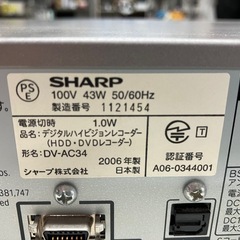 PS
E
SHARP
100V 43W 50/60Hz
製造番号 1121454
電源切時 1.0W
品名: デジタルハイビジョンレコーダー
(HDD・DVDレコーダー)
形名: DV-AC34
シャープ株式会社
2006年製
日本製
T
認証番号
A06-0344001
381,747